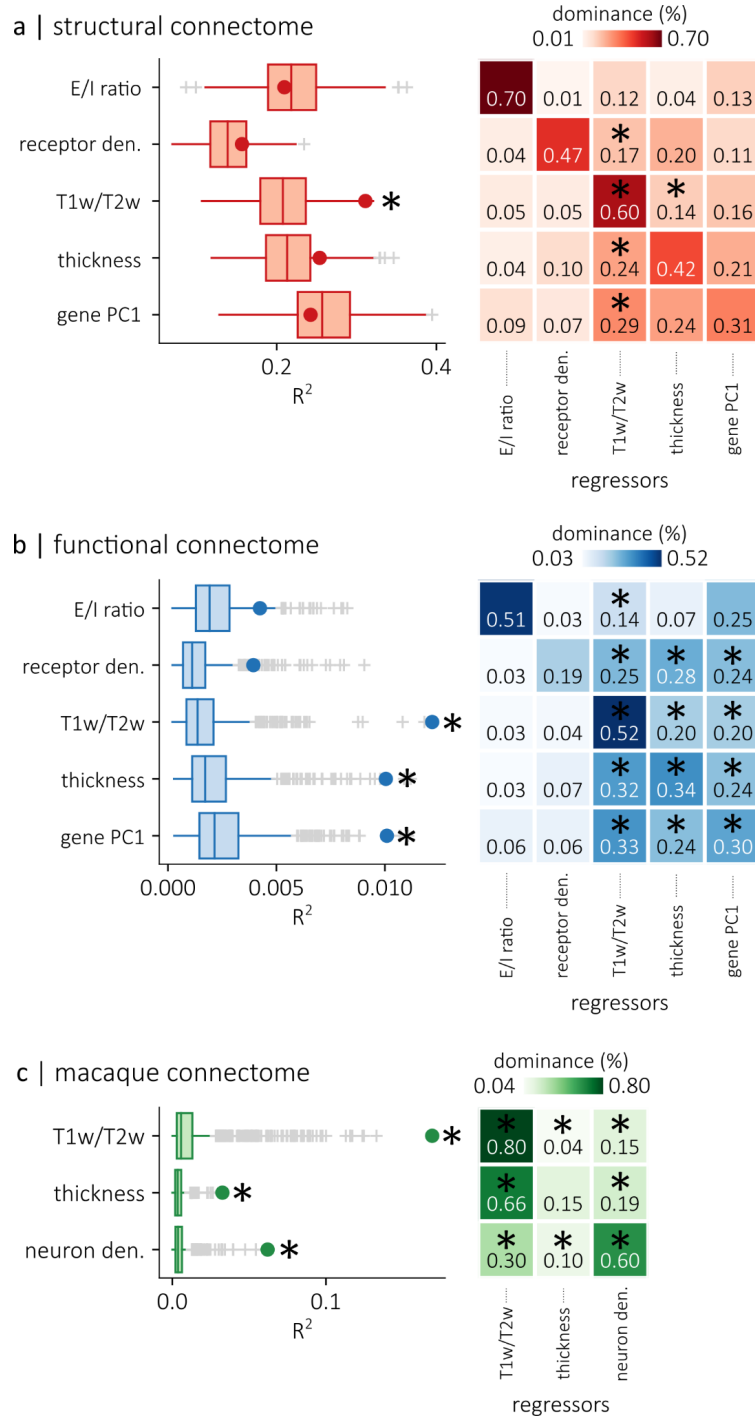 a | structural connectome
dominance (%)
0.01 0.70
E/I ratio
receptor den.
T1w/T2w *
thickness
gene PC1
0.2 0.4
R²
0.70 0.01 0.12 0.04 0.13
0.04 0.47 *0.17 0.20 0.11
0.05 0.05 *0.60 *0.14 0.16
0.04 0.10 *0.24 0.42 0.21
0.09 0.07 *0.29 0.24 0.31
E/I ratio
receptor den.
T1w/T2w
thickness
gene PC1
regressors
b | functional connectome
dominance (%)
0.03 0.52
E/I ratio
receptor den.
T1w/T2w *
thickness *
gene PC1 *
0.000 0.005 0.010
R²
0.51 0.03 *0.14 0.07 0.25
0.03 0.19 *0.25 *0.28 *0.24
0.03 0.04 *0.52 *0.20 *0.20
0.03 0.07 *0.32 *0.34 *0.24
0.06 0.06 *0.33 *0.24 *0.30
E/I ratio
receptor den.
T1w/T2w
thickness
gene PC1
regressors
c | macaque connectome
dominance (%)
0.04 0.80
T1w/T2w *
thickness *
neuron den. *
0.0 0.1
R²
*0.80 *0.04 *0.15
*0.66 0.15 *0.19
*0.30 *0.10 *0.60
T1w/T2w
thickness
neuron den.
regressors